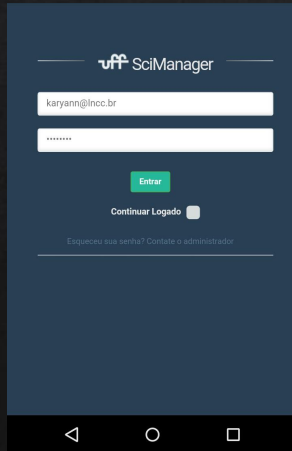 uff SciManager
karyann@lncc.br
••••••••
Entrar
Continuar Logado
Esqueceu sua senha? Contate o administrador